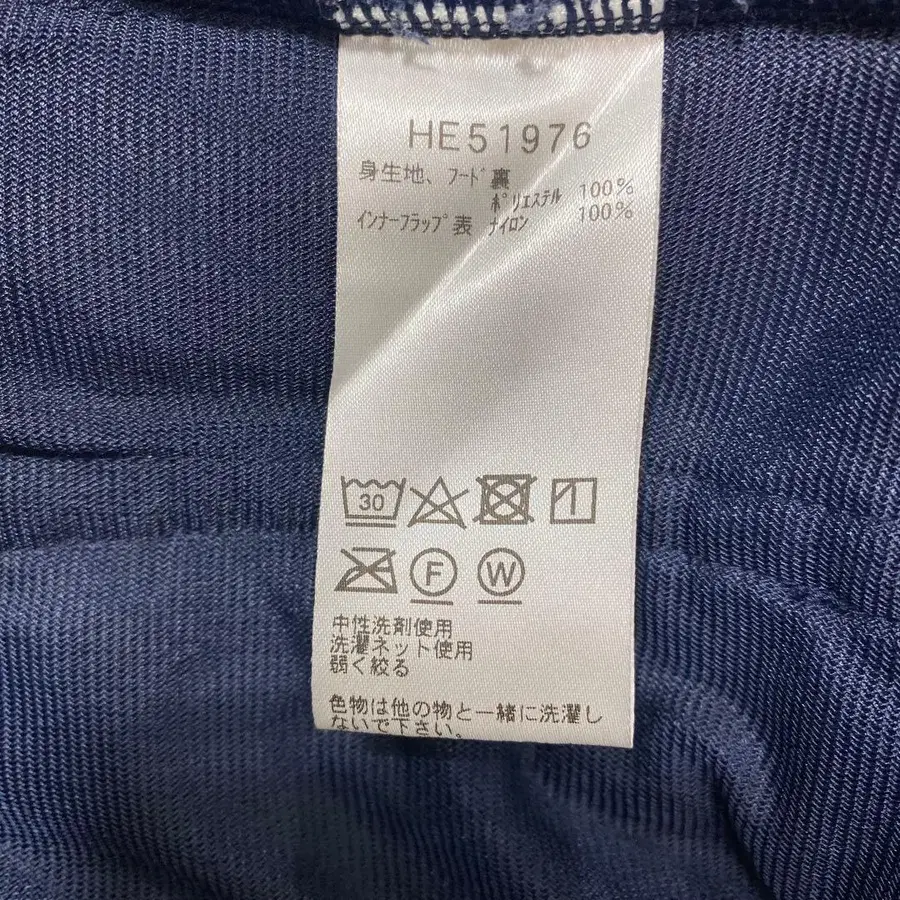 HE51976
身生地、フード裏
ポリエステル 100%
インナーフラップ表 ナイロン 100%
30
F W
中性洗剤使用
洗濯ネット使用
弱く絞る
色物は他の物と一緒に洗濯し
ないで下さい。